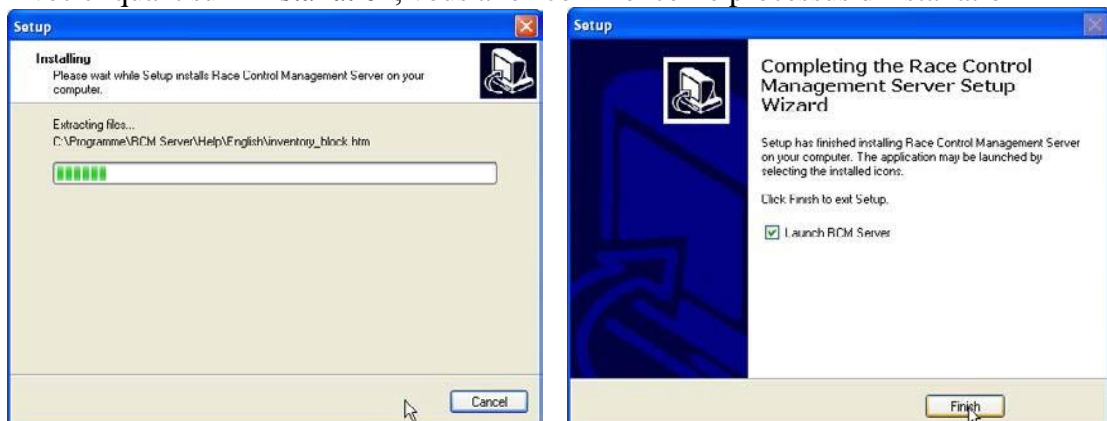 Setup
Installing
Please wait while Setup installs Race Control Management Server on your
computer.
Extracting files...
C:\Programme\RCM Server\Help\English\inventory_block.htm
Cancel
Setup
Completing the Race Control
Management Server Setup
Wizard
Setup has finished installing Race Control Management Server
on your computer. The application may be launched by
selecting the installed icons.
Click Finish to exit Setup.
Launch RCM Server
Finish